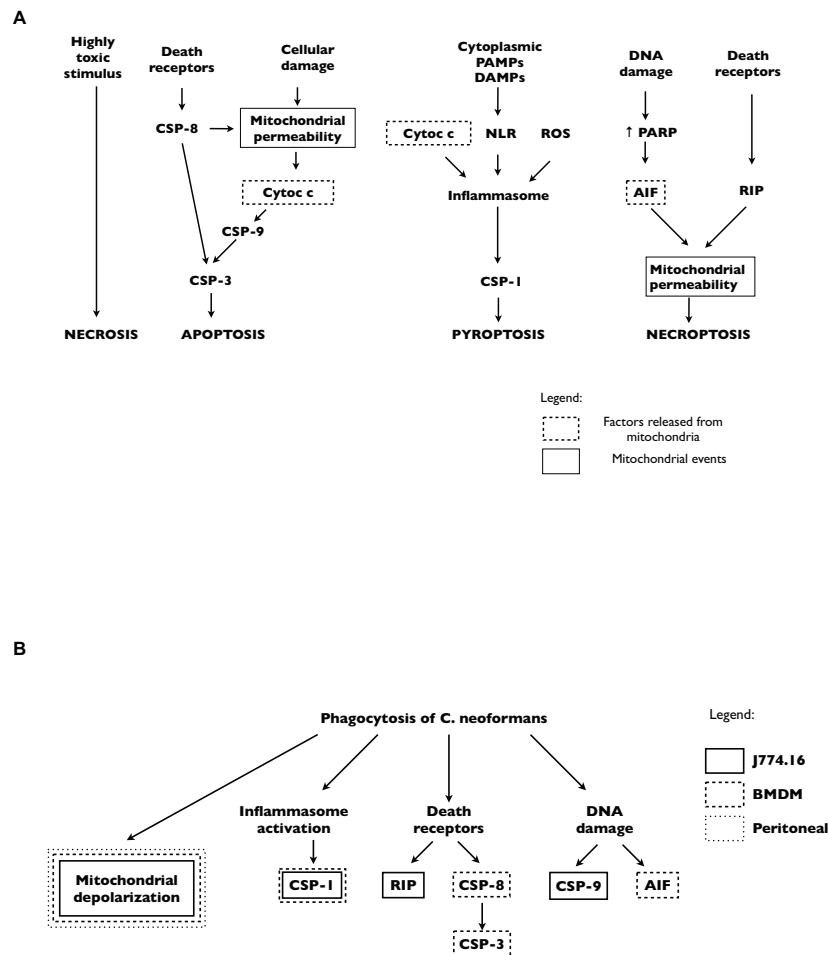 A
Highly
toxic
stimulus
Death
receptors
Cellular
damage
Cytoplasmic
PAMPs
DAMPs
DNA
damage
Death
receptors
CSP-8
Mitochondrial
permeability
Cytoc c
NLR
ROS
↑ PARP
Cytoc c
Inflammasome
AIF
RIP
CSP-9
CSP-3
CSP-1
Mitochondrial
permeability
NECROSIS
APOPTOSIS
PYROPTOSIS
NECROPTOSIS
Legend:
Factors released from
mitochondria
Mitochondrial events
B
Phagocytosis of C. neoformans
Legend:
J774.16
BMDM
Peritoneal
Inflammasome
activation
Death
receptors
DNA
damage
Mitochondrial
depolarization
CSP-1
RIP
CSP-8
CSP-9
AIF
CSP-3